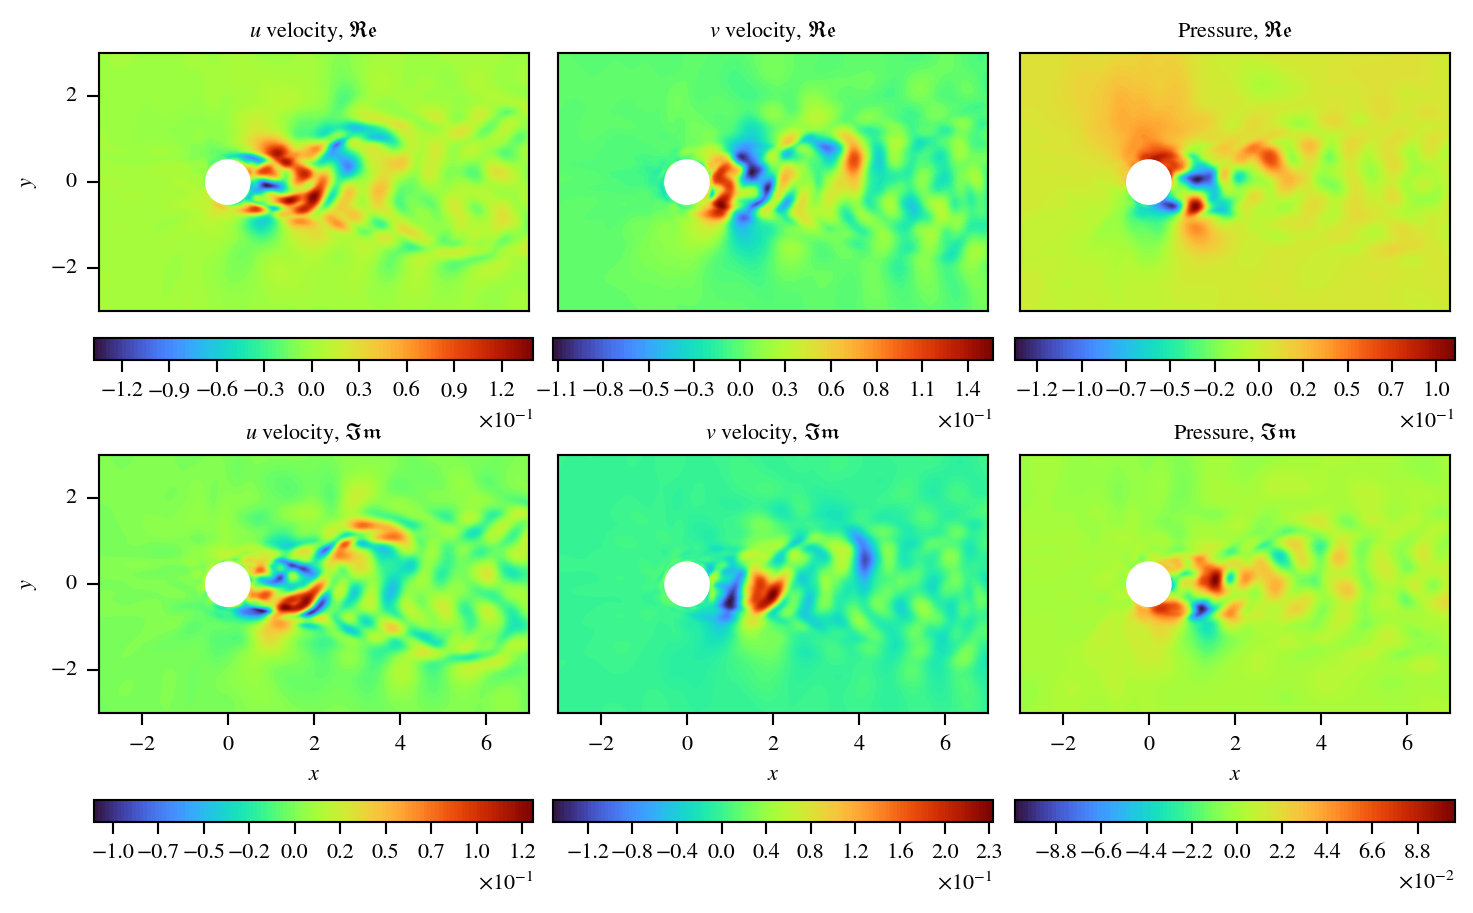 u velocity, ℜ𝔢 v velocity, ℜ𝔢 Pressure, ℜ𝔢
2
y 0
−2
−1.2 −0.9 −0.6 −0.3 0.0 0.3 0.6 0.9 1.2 −1.1 −0.8 −0.5 −0.3 0.0 0.3 0.6 0.8 1.1 1.4 −1.2 −1.0 −0.7 −0.5 −0.2 0.0 0.2 0.5 0.7 1.0
×10⁻¹ ×10⁻¹ ×10⁻¹
u velocity, ℑ𝔪 v velocity, ℑ𝔪 Pressure, ℑ𝔪
2
y 0
−2
−2 0 2 4 6 −2 0 2 4 6 −2 0 2 4 6
x x x
−1.0 −0.7 −0.5 −0.2 0.0 0.2 0.5 0.7 1.0 1.2 −1.2 −0.8 −0.4 0.0 0.4 0.8 1.2 1.6 2.0 2.3 −8.8 −6.6 −4.4 −2.2 0.0 2.2 4.4 6.6 8.8
×10⁻¹ ×10⁻¹ ×10⁻²